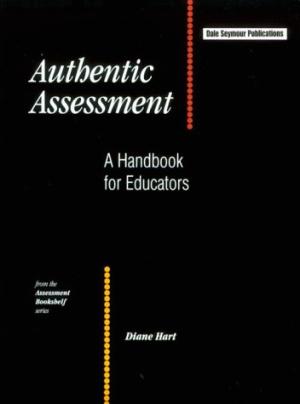 Dale Seymour Publications
Authentic
Assessment
A Handbook
for Educators
from the
Assessment
Bookshelf
series
Diane Hart